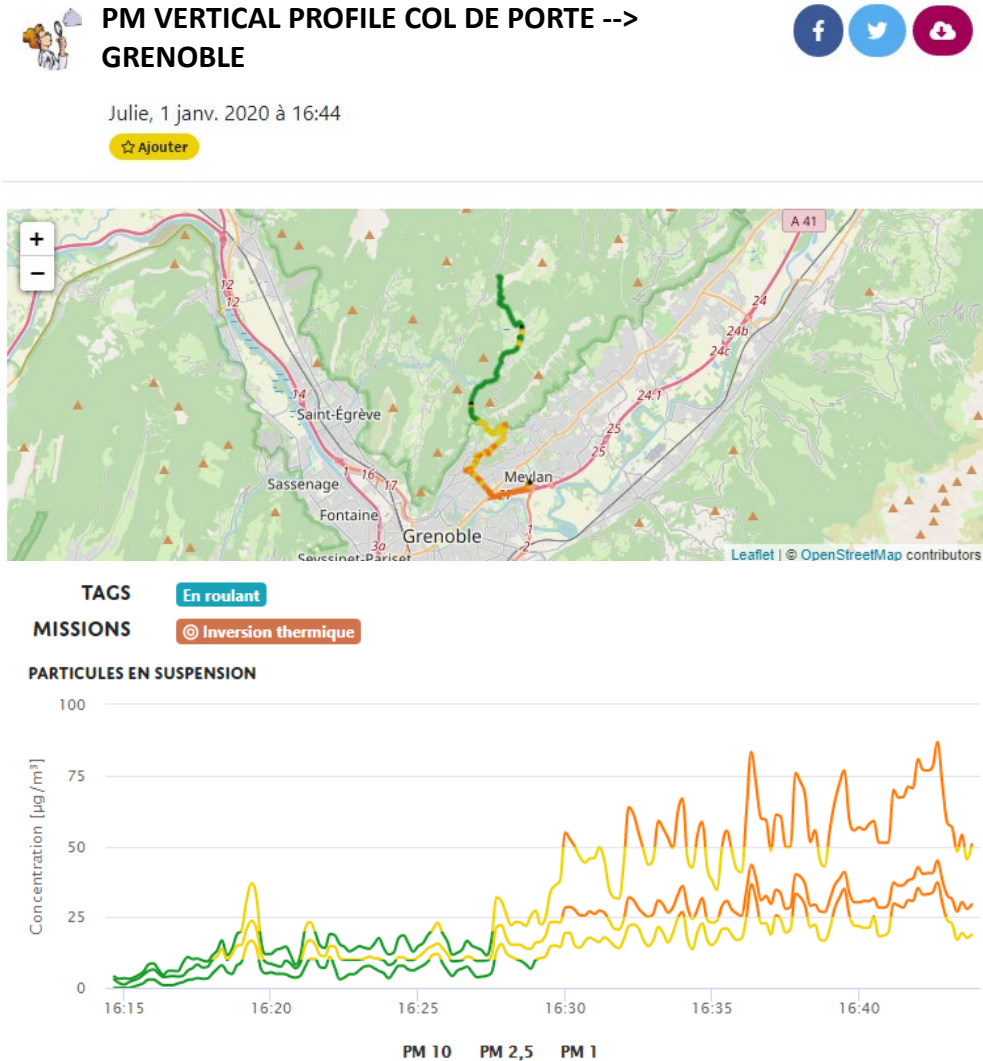 PM VERTICAL PROFILE COL DE PORTE -->
GRENOBLE
f
Julie, 1 janv. 2020 à 16:44
Ajouter
+
−
A 41
12
12
24
24b
24c
14
24.1
Saint-Égrève
25
25
1
16
17
Sassenage
Meylan
27
Fontaine
Grenoble
1
3a
2
Seyssinet-Pariset
Leaflet | © OpenStreetMap contributors
TAGS
En roulant
MISSIONS
Inversion thermique
PARTICULES EN SUSPENSION
100
75
50
25
0
Concentration [µg/m³]
16:15
16:20
16:25
16:30
16:35
16:40
PM 10
PM 2,5
PM 1